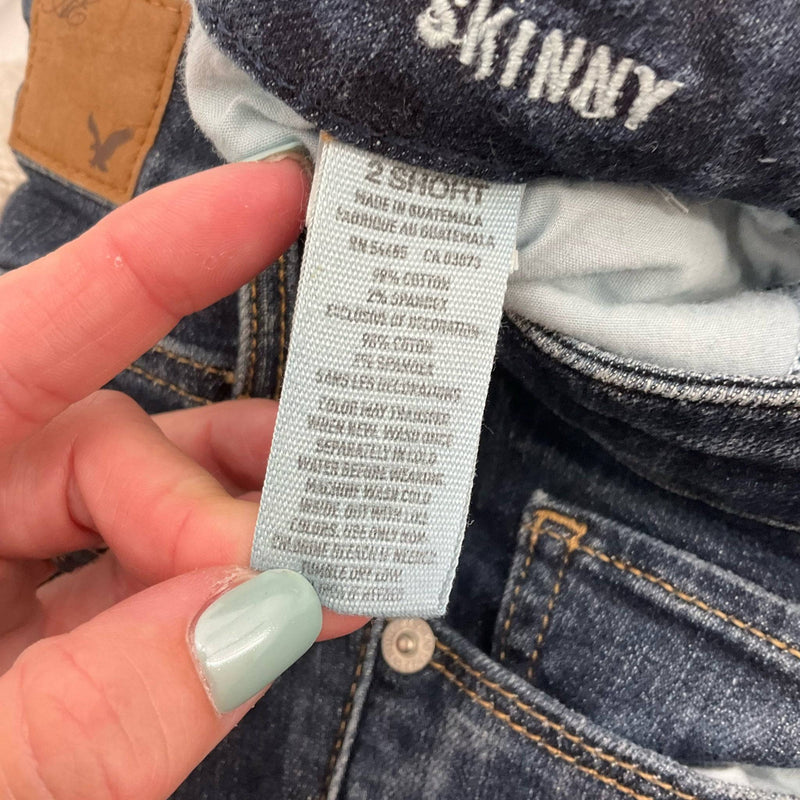 SKINNY
2 SHORT
MADE IN GUATEMALA
FABRIQUE AU GUATEMALA
RN 54485 CA 03073
98% COTTON
2% SPANDEX
EXCLUSIVE OF DECORATION
98% COTON
2% SPANDEX
SANS LES DECORATIONS
COLOR MAY TRANSFER
WHEN NEW. WASH ONCE
SEPARATELY IN COLD
WATER BEFORE WEARING.
MACHINE WASH COLD
INSIDE OUT WITH LIKE
COLORS. USE ONLY NON-
CHLORINE BLEACH IF NEEDED.
TUMBLE DRY LOW.